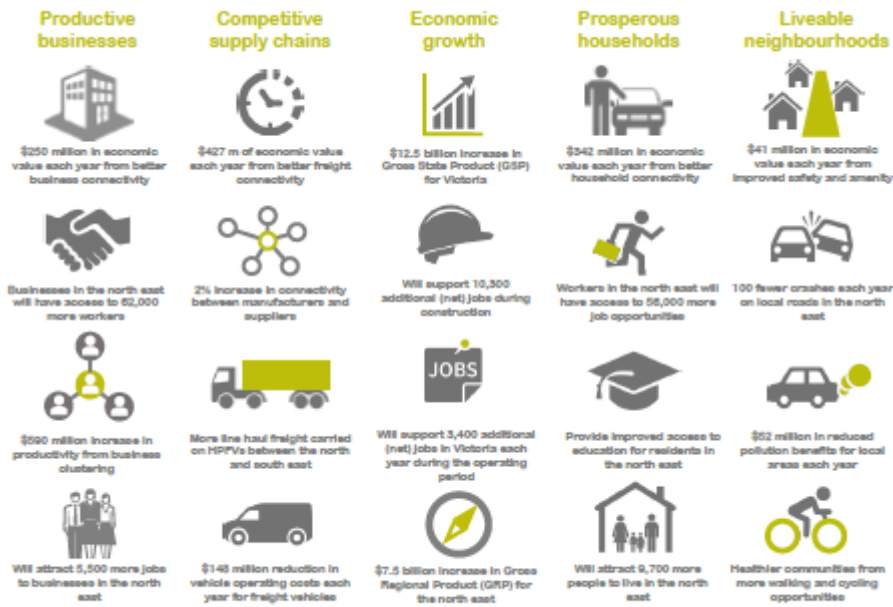 Productive
businesses
$250 million in economic
value each year from better
business connectivity
Businesses in the north east
will have access to 62,000
more workers
$590 million increase in
productivity from business
clustering
Will attract 5,500 more jobs
to businesses in the north
east
Competitive
supply chains
$427 m of economic value
each year from better freight
connectivity
2% increase in connectivity
between manufacturers and
suppliers
More line haul freight carried
on HPFVs between the north
and south east
$148 million reduction in
vehicle operating costs each
year for freight vehicles
Economic
growth
$12.5 billion increase in
Gross State Product (GSP)
for Victoria
Will support 10,300
additional (net) jobs during
construction
JOBS
Will support 3,400 additional
(net) jobs in Victoria each
year during the operating
period
$7.5 billion increase in Gross
Regional Product (GRP) for
the north east
Prosperous
households
$342 million in economic
value each year from better
household connectivity
Workers in the north east will
have access to 56,000 more
job opportunities
Provide improved access to
education for residents in
the north east
Will attract 9,700 more
people to live in the north
east
Liveable
neighbourhoods
$41 million in economic
value each year from
improved safety and amenity
100 fewer crashes each year
on local roads in the north
east
$52 million in reduced
pollution benefits for local
areas each year
Healthier communities from
more walking and cycling
opportunities